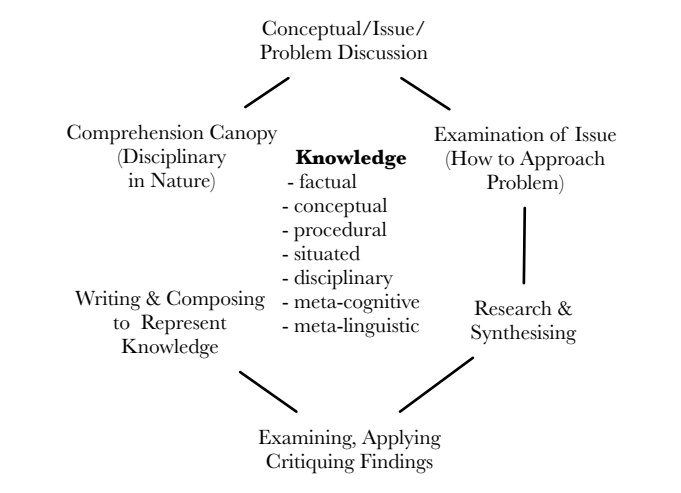 Conceptual/Issue/
Problem Discussion
Comprehension Canopy
(Disciplinary
in Nature)
Examination of Issue
(How to Approach
Problem)
Knowledge
- factual
- conceptual
- procedural
- situated
- disciplinary
- meta-cognitive
- meta-linguistic
Writing & Composing
to Represent
Knowledge
Research &
Synthesising
Examining, Applying
Critiquing Findings